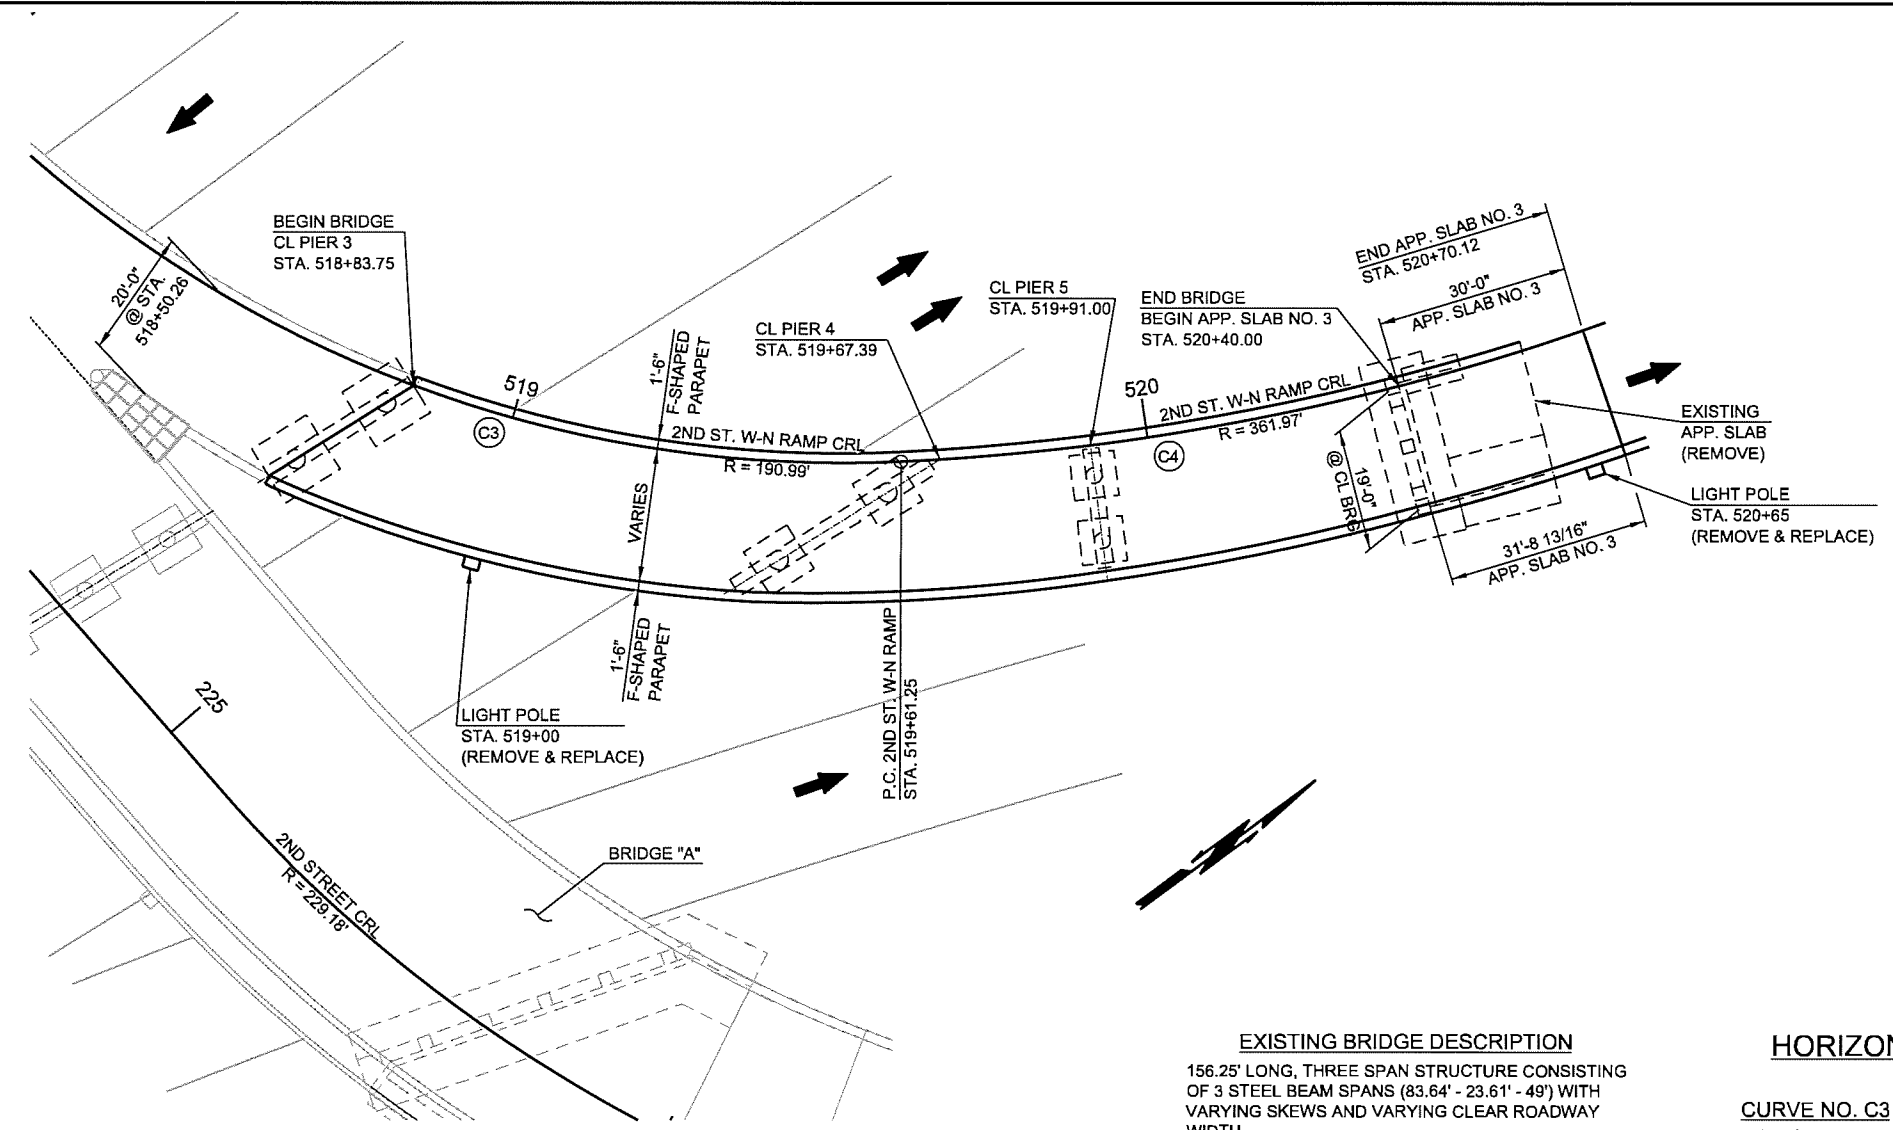 BEGIN BRIDGE
CL PIER 3
STA. 518+83.75
20'-0"
@ STA.
518+50.26
519
C3
1'-6"
F-SHAPED
PARAPET
2ND ST. W-N RAMP CRL
R = 190.99'
VARIES
1'-6"
F-SHAPED
PARAPET
CL PIER 4
STA. 519+67.39
P.C. 2ND ST. W-N RAMP
STA. 519+61.25
CL PIER 5
STA. 519+91.00
520
C4
END BRIDGE
BEGIN APP. SLAB NO. 3
STA. 520+40.00
2ND ST. W-N RAMP CRL
R = 361.97'
END APP. SLAB NO. 3
STA. 520+70.12
30'-0"
APP. SLAB NO. 3
19'-0"
@ CL BRG
EXISTING
APP. SLAB
(REMOVE)
LIGHT POLE
STA. 520+65
(REMOVE & REPLACE)
31'-8 13/16"
APP. SLAB NO. 3
LIGHT POLE
STA. 519+00
(REMOVE & REPLACE)
225
2ND STREET CRL
R = 229.18'
BRIDGE "A"
EXISTING BRIDGE DESCRIPTION
156.25' LONG, THREE SPAN STRUCTURE CONSISTING
OF 3 STEEL BEAM SPANS (83.64' - 23.61' - 49') WITH
VARYING SKEWS AND VARYING CLEAR ROADWAY
WIDTH
HORIZON
CURVE NO. C3